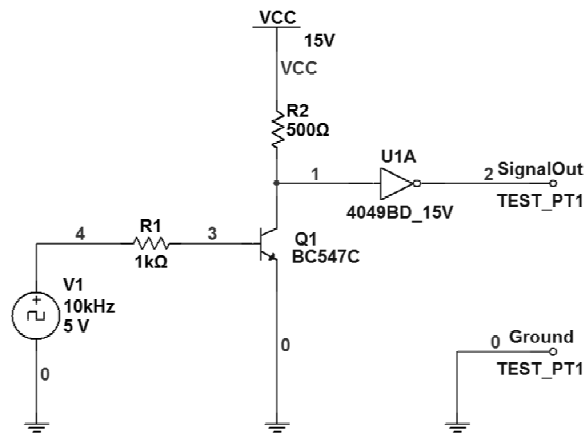 VCC
15V
VCC
R2
500Ω
U1A
1
2
SignalOut
4049BD_15V
TEST_PT1
4
R1
3
1kΩ
Q1
BC547C
V1
10kHz
5 V
0
0
0
Ground
TEST_PT1